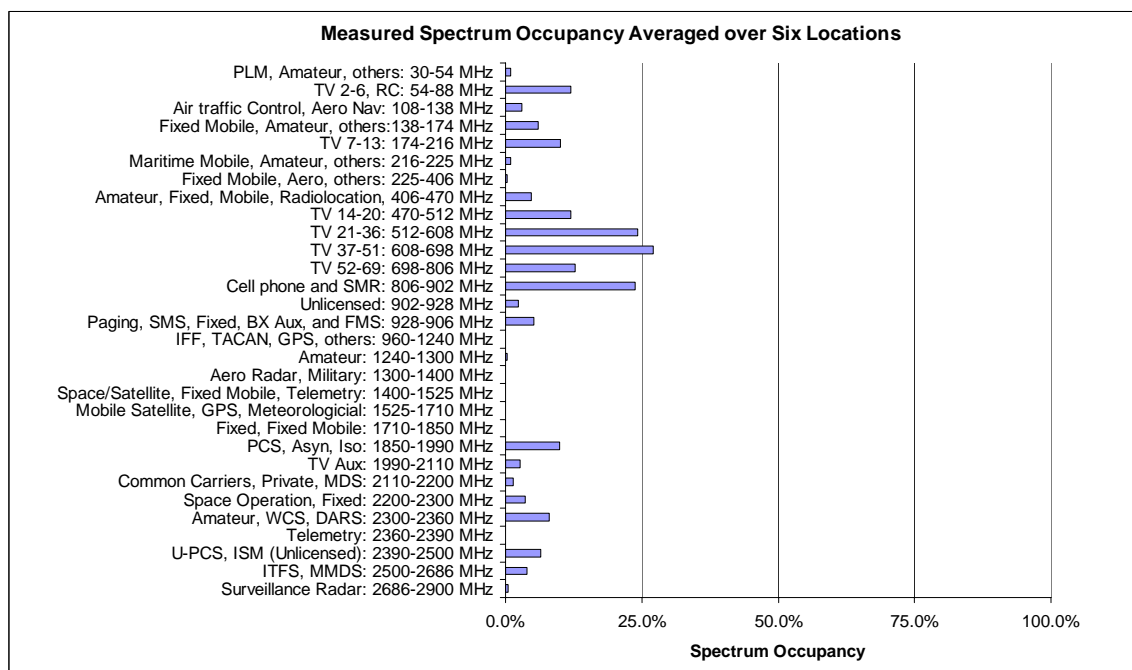 Measured Spectrum Occupancy Averaged over Six Locations
PLM, Amateur, others: 30-54 MHz
TV 2-6, RC: 54-88 MHz
Air traffic Control, Aero Nav: 108-138 MHz
Fixed Mobile, Amateur, others:138-174 MHz
TV 7-13: 174-216 MHz
Maritime Mobile, Amateur, others: 216-225 MHz
Fixed Mobile, Aero, others: 225-406 MHz
Amateur, Fixed, Mobile, Radiolocation, 406-470 MHz
TV 14-20: 470-512 MHz
TV 21-36: 512-608 MHz
TV 37-51: 608-698 MHz
TV 52-69: 698-806 MHz
Cell phone and SMR: 806-902 MHz
Unlicensed: 902-928 MHz
Paging, SMS, Fixed, BX Aux, and FMS: 928-906 MHz
IFF, TACAN, GPS, others: 960-1240 MHz
Amateur: 1240-1300 MHz
Aero Radar, Military: 1300-1400 MHz
Space/Satellite, Fixed Mobile, Telemetry: 1400-1525 MHz
Mobile Satellite, GPS, Meteorologicial: 1525-1710 MHz
Fixed, Fixed Mobile: 1710-1850 MHz
PCS, Asyn, Iso: 1850-1990 MHz
TV Aux: 1990-2110 MHz
Common Carriers, Private, MDS: 2110-2200 MHz
Space Operation, Fixed: 2200-2300 MHz
Amateur, WCS, DARS: 2300-2360 MHz
Telemetry: 2360-2390 MHz
U-PCS, ISM (Unlicensed): 2390-2500 MHz
ITFS, MMDS: 2500-2686 MHz
Surveillance Radar: 2686-2900 MHz
0.0% 25.0% 50.0% 75.0% 100.0%
Spectrum Occupancy